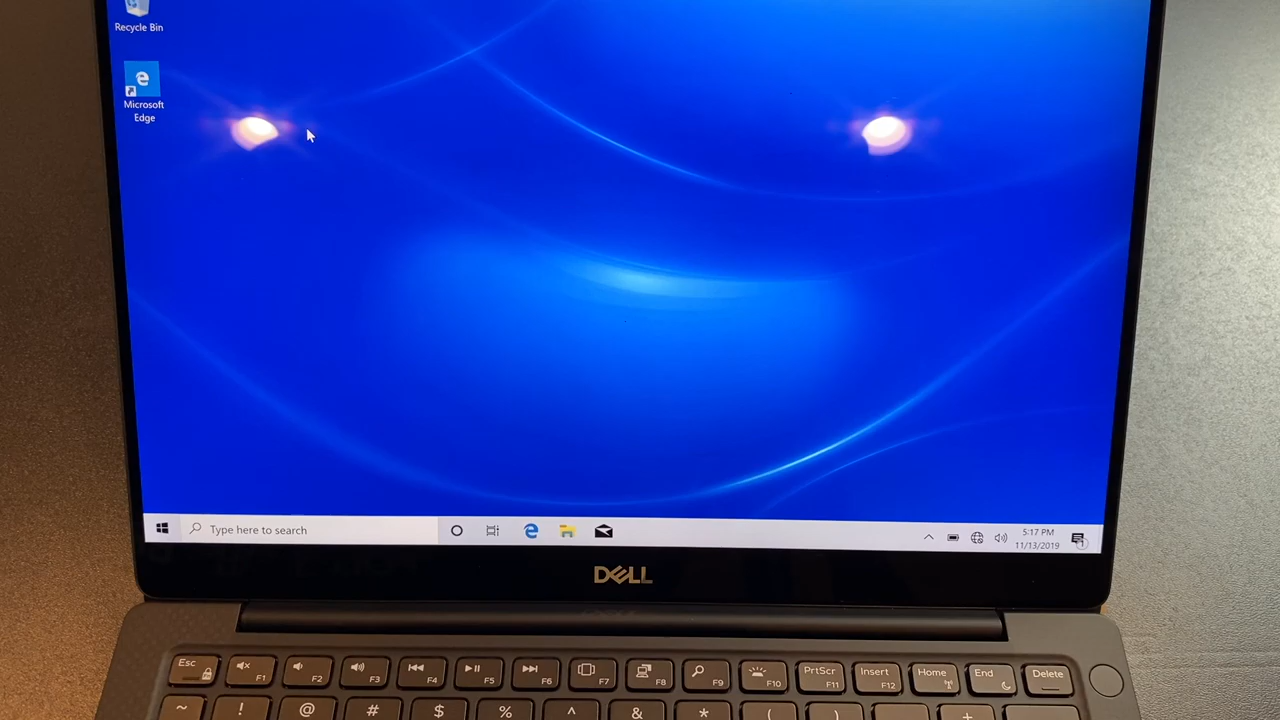 Recycle Bin
Microsoft
Edge
Type here to search
5:17 PM
11/13/2019
1
DELL
Esc
F1
F2
F3
F4
F5
F6
F7
F8
F9
F10
PrtScr
F11
Insert
F12
Home
End
Delete
~ ! @ # $ % ^ & * ( ) _ +